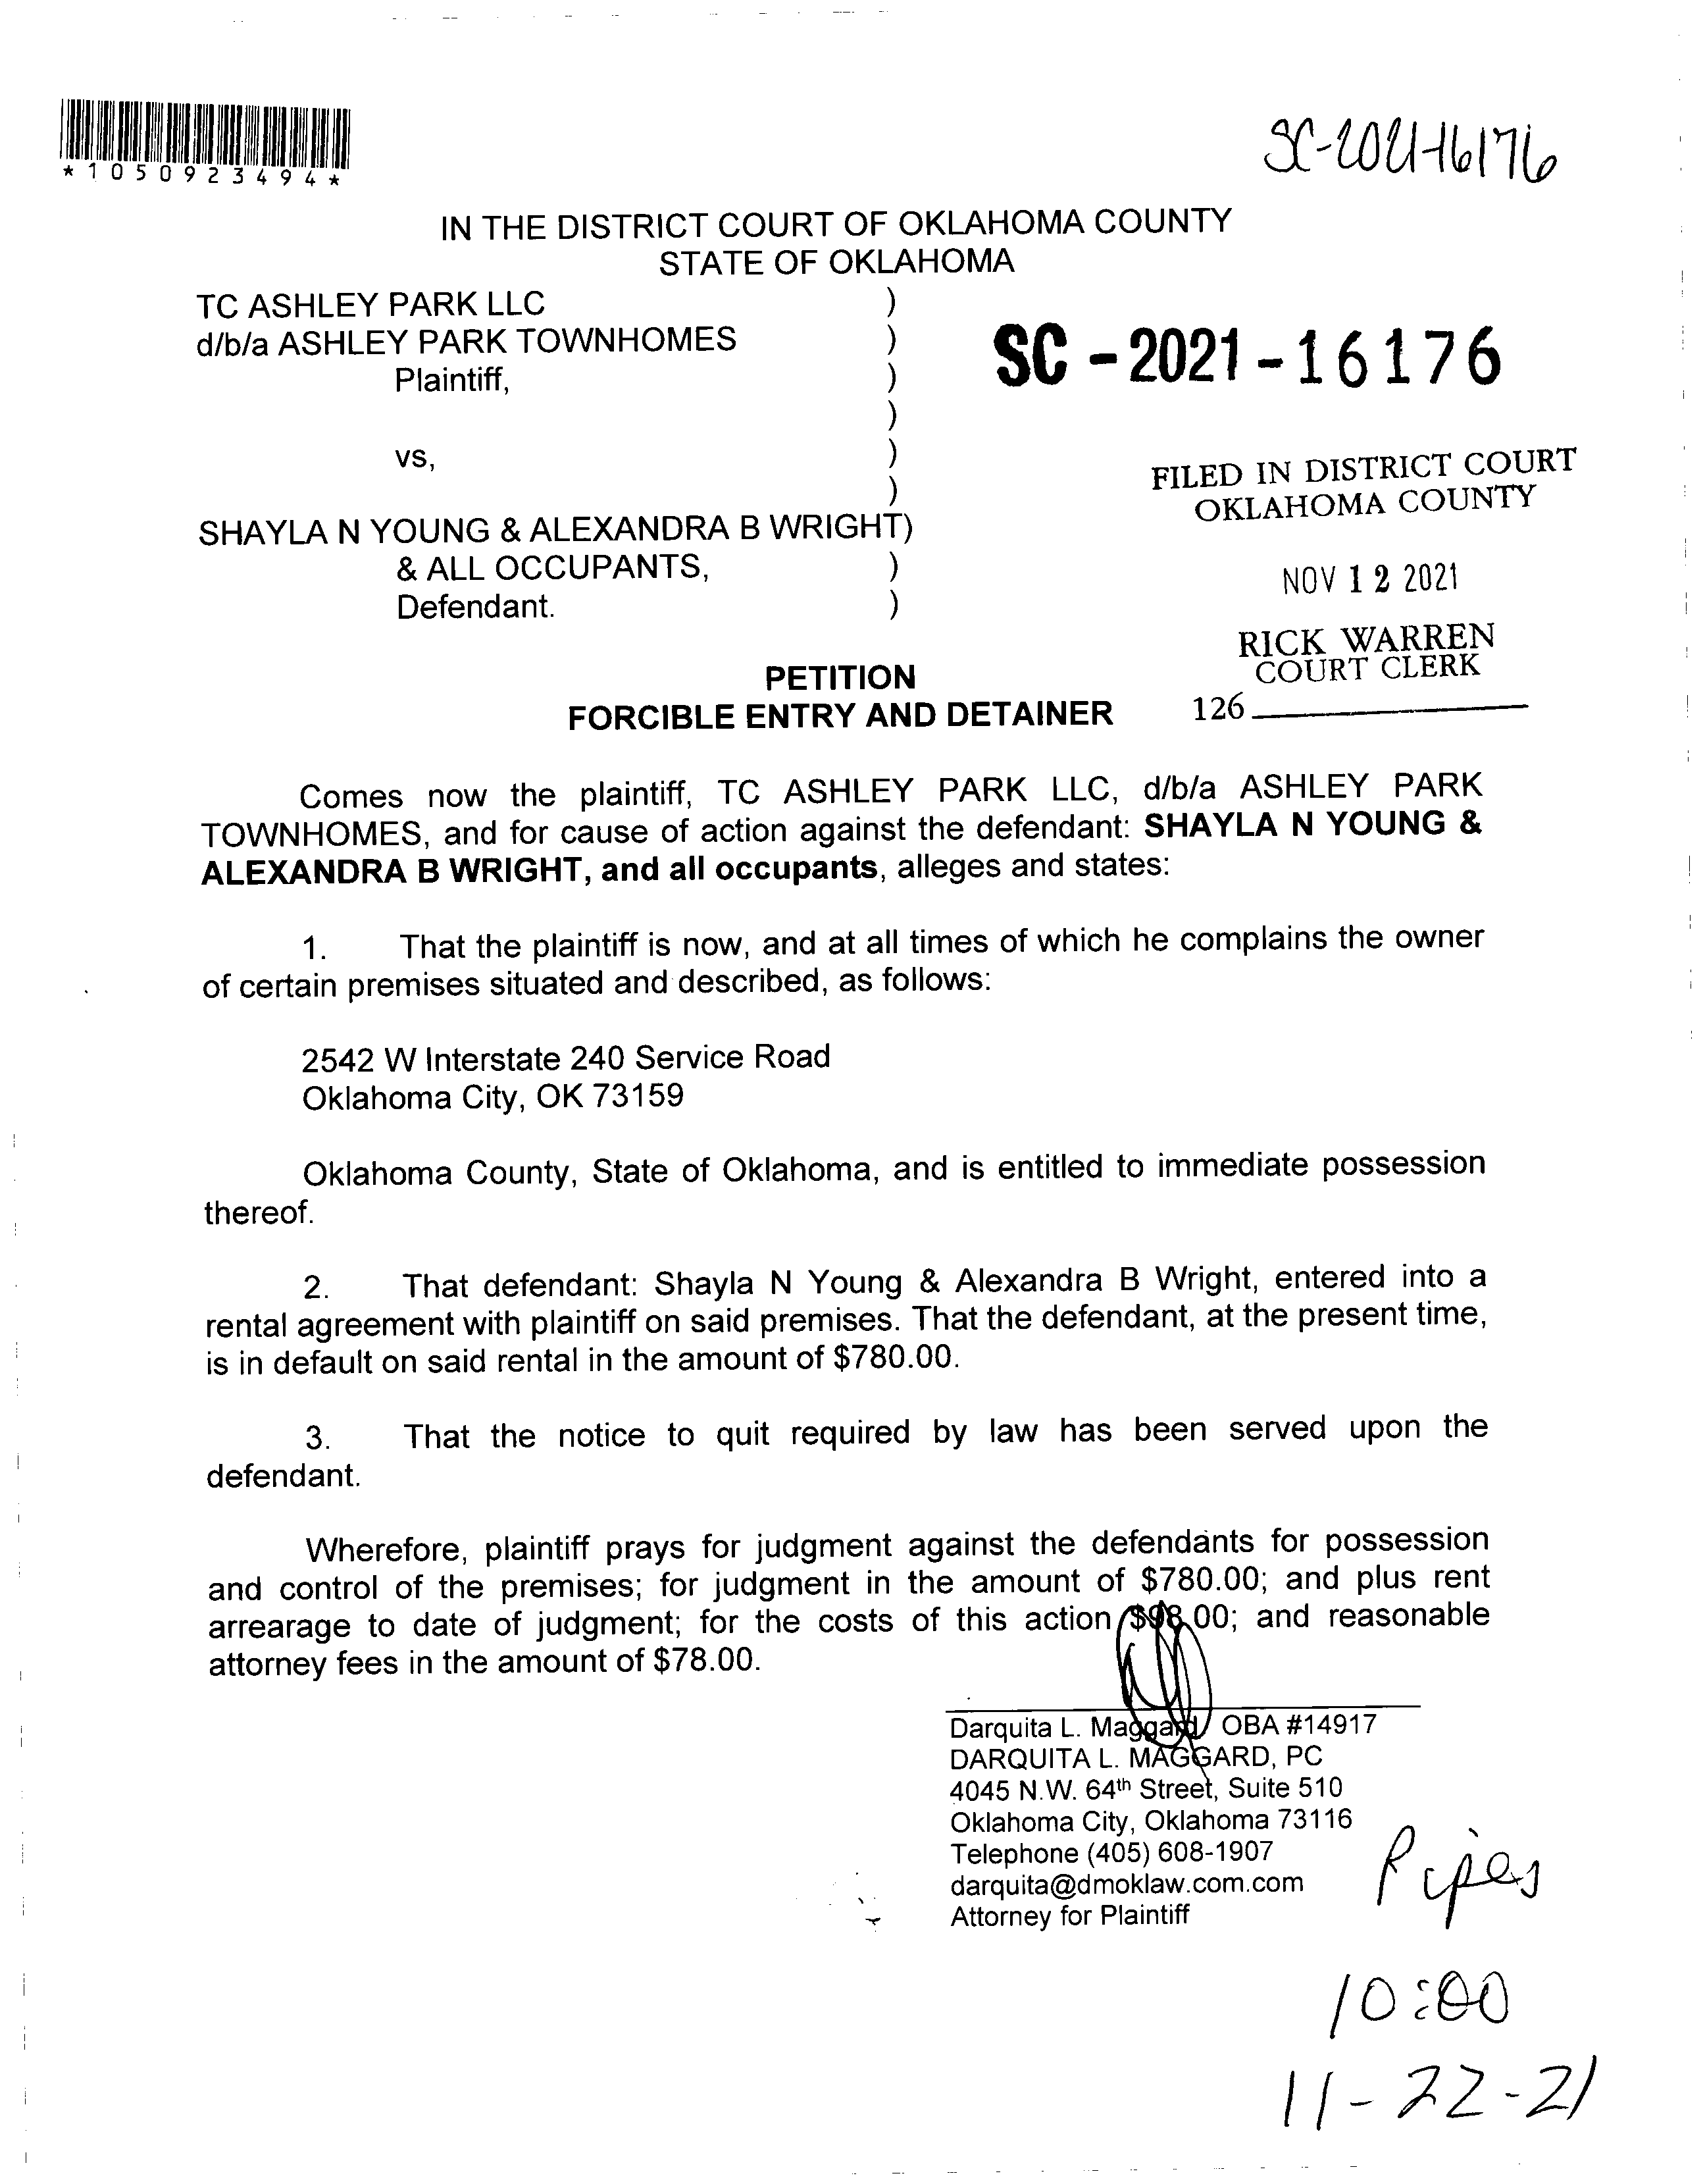 *1050923494*
SC-2021-16176
IN THE DISTRICT COURT OF OKLAHOMA COUNTY
STATE OF OKLAHOMA
TC ASHLEY PARK LLC )
d/b/a ASHLEY PARK TOWNHOMES )
Plaintiff, )
)
vs, )
)
SHAYLA N YOUNG & ALEXANDRA B WRIGHT)
& ALL OCCUPANTS, )
Defendant. )
SC - 2021 - 16176
FILED IN DISTRICT COURT
OKLAHOMA COUNTY
NOV 12 2021
RICK WARREN
COURT CLERK
126
PETITION
FORCIBLE ENTRY AND DETAINER
Comes now the plaintiff, TC ASHLEY PARK LLC, d/b/a ASHLEY PARK
TOWNHOMES, and for cause of action against the defendant: SHAYLA N YOUNG &
ALEXANDRA B WRIGHT, and all occupants, alleges and states:
1. That the plaintiff is now, and at all times of which he complains the owner
of certain premises situated and described, as follows:
2542 W Interstate 240 Service Road
Oklahoma City, OK 73159
Oklahoma County, State of Oklahoma, and is entitled to immediate possession
thereof.
2. That defendant: Shayla N Young & Alexandra B Wright, entered into a
rental agreement with plaintiff on said premises. That the defendant, at the present time,
is in default on said rental in the amount of $780.00.
3. That the notice to quit required by law has been served upon the
defendant.
Wherefore, plaintiff prays for judgment against the defendants for possession
and control of the premises; for judgment in the amount of $780.00; and plus rent
arrearage to date of judgment; for the costs of this action $98.00; and reasonable
attorney fees in the amount of $78.00.
Darquita L. Maggard OBA #14917
DARQUITA L. MAGGARD, PC
4045 N.W. 64th Street, Suite 510
Oklahoma City, Oklahoma 73116
Telephone (405) 608-1907
darquita@dmoklaw.com.com
Attorney for Plaintiff
Pipes
10:00
11-22-21